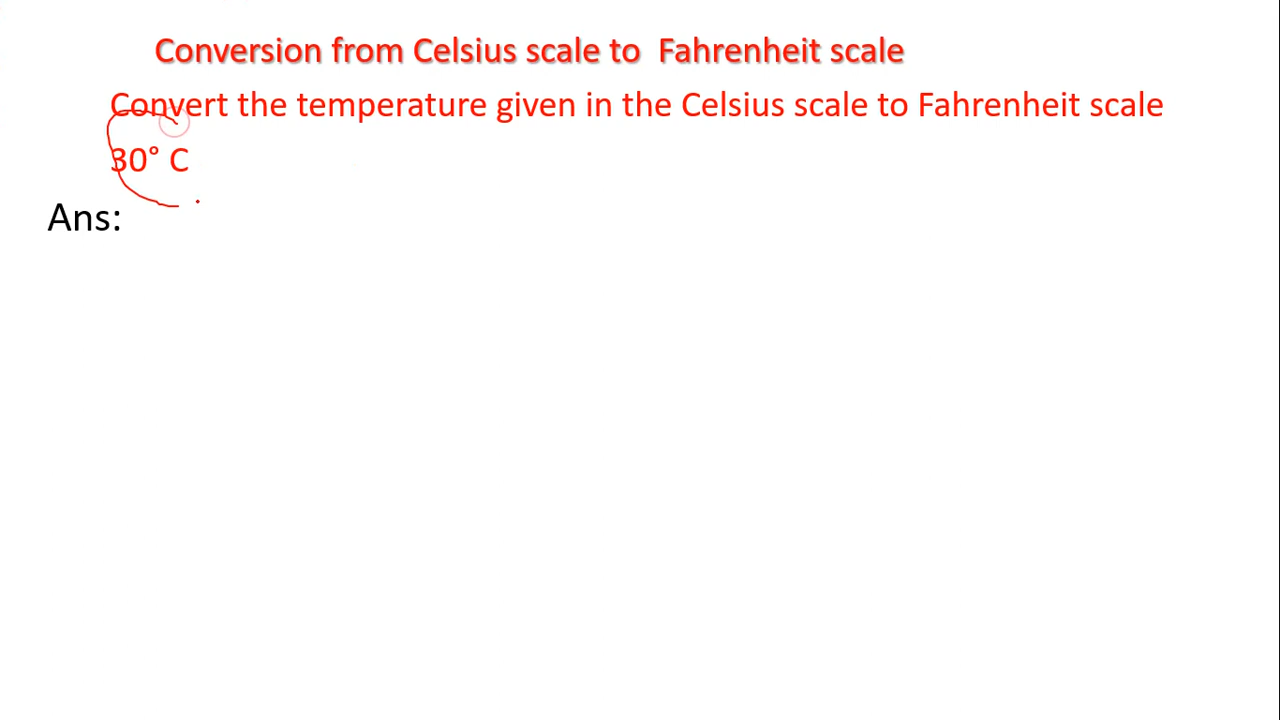 Conversion from Celsius scale to Fahrenheit scale
Convert the temperature given in the Celsius scale to Fahrenheit scale
30° C
Ans: